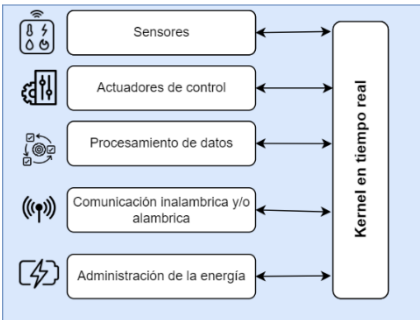 Sensores
Actuadores de control
Procesamiento de datos
Comunicación inalambrica y/o
alambrica
Administración de la energía
Kernel en tiempo real